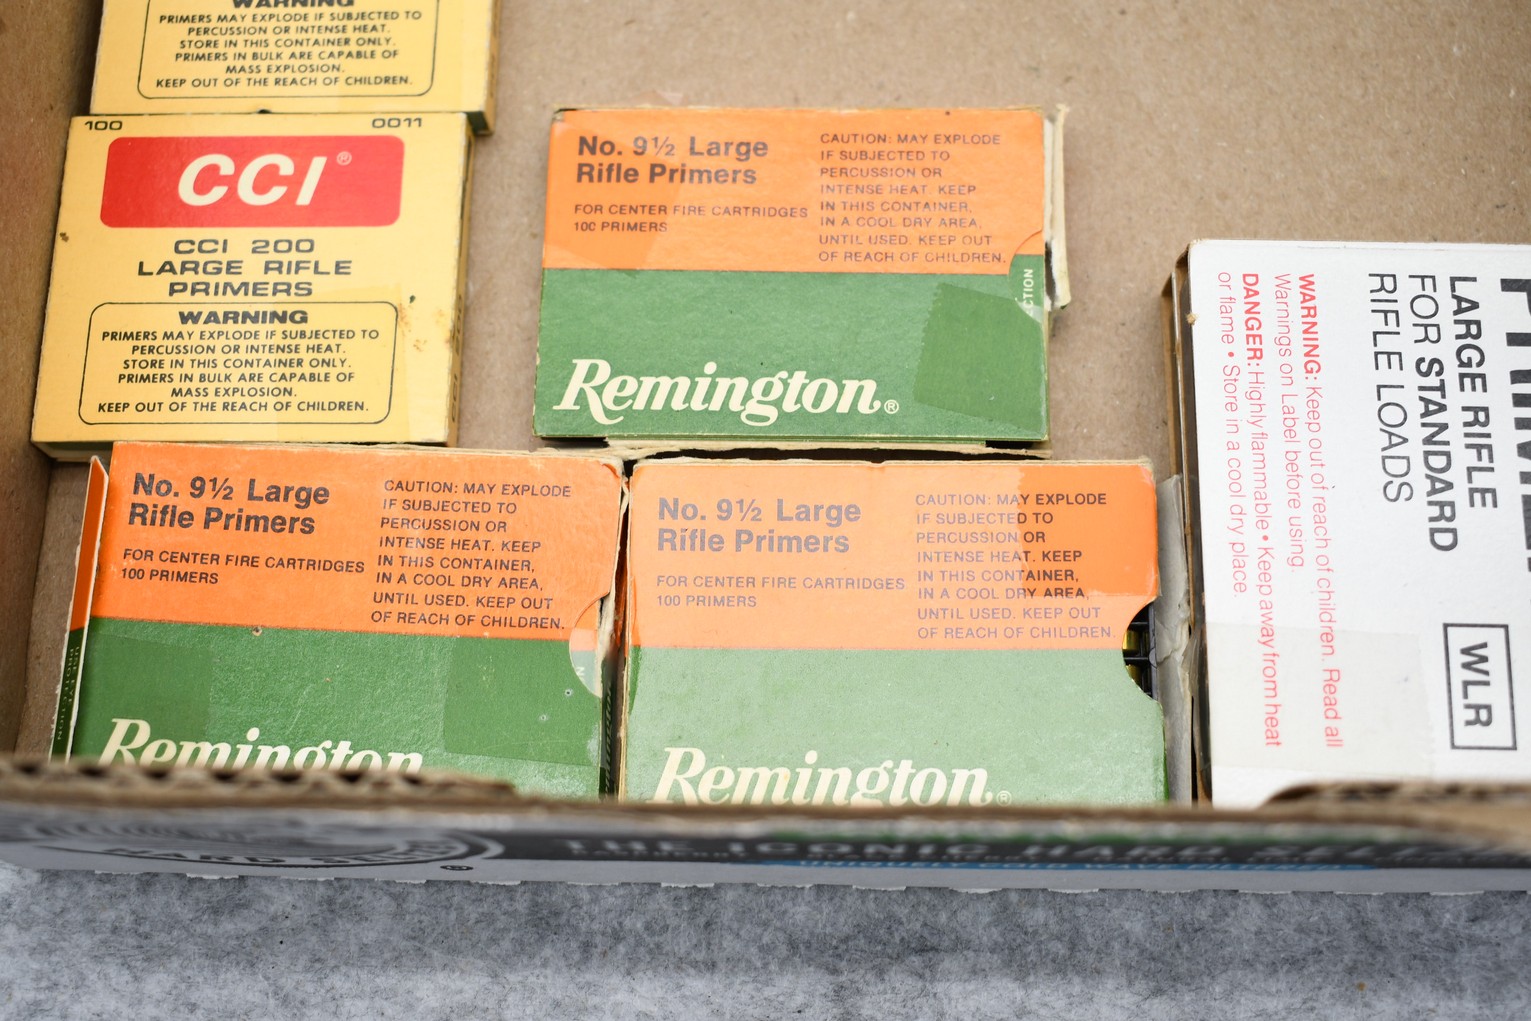 WARNING
PRIMERS MAY EXPLODE IF SUBJECTED TO
PERCUSSION OR INTENSE HEAT.
STORE IN THIS CONTAINER ONLY.
PRIMERS IN BULK ARE CAPABLE OF
MASS EXPLOSION.
KEEP OUT OF THE REACH OF CHILDREN.
100 0011
CCI®
CCI 200
LARGE RIFLE
PRIMERS
WARNING
PRIMERS MAY EXPLODE IF SUBJECTED TO
PERCUSSION OR INTENSE HEAT.
STORE IN THIS CONTAINER ONLY.
PRIMERS IN BULK ARE CAPABLE OF
MASS EXPLOSION.
KEEP OUT OF THE REACH OF CHILDREN.
No. 9½ Large
Rifle Primers
FOR CENTER FIRE CARTRIDGES
100 PRIMERS
CAUTION: MAY EXPLODE
IF SUBJECTED TO
PERCUSSION OR
INTENSE HEAT. KEEP
IN THIS CONTAINER,
IN A COOL DRY AREA,
UNTIL USED. KEEP OUT
OF REACH OF CHILDREN.
CTION
Remington®
No. 9½ Large
Rifle Primers
FOR CENTER FIRE CARTRIDGES
100 PRIMERS
CAUTION: MAY EXPLODE
IF SUBJECTED TO
PERCUSSION OR
INTENSE HEAT. KEEP
IN THIS CONTAINER,
IN A COOL DRY AREA,
UNTIL USED. KEEP OUT
OF REACH OF CHILDREN.
N
Remington
No. 9½ Large
Rifle Primers
FOR CENTER FIRE CARTRIDGES
100 PRIMERS
CAUTION: MAY EXPLODE
IF SUBJECTED TO
PERCUSSION OR
INTENSE HEAT. KEEP
IN THIS CONTAINER,
IN A COOL DRY AREA,
UNTIL USED. KEEP OUT
OF REACH OF CHILDREN.
Remington®
LARGE RIFLE
FOR STANDARD
RIFLE LOADS
WLR
WARNING: Keep out of reach of children. Read all
Warnings on Label before using.
DANGER: Highly flammable • Keep away from heat
or flame • Store in a cool dry place.
HARD SEL
®
THE ICONIC HARD SEL